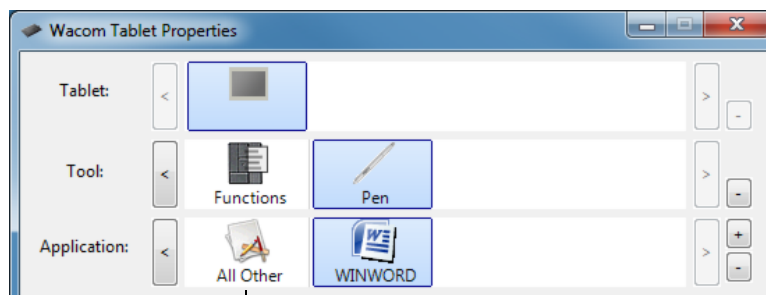 Wacom Tablet Properties
Tablet:
<
>
-
Tool:
<
Functions
Pen
>
-
Application:
<
All Other
WINWORD
>
+
-